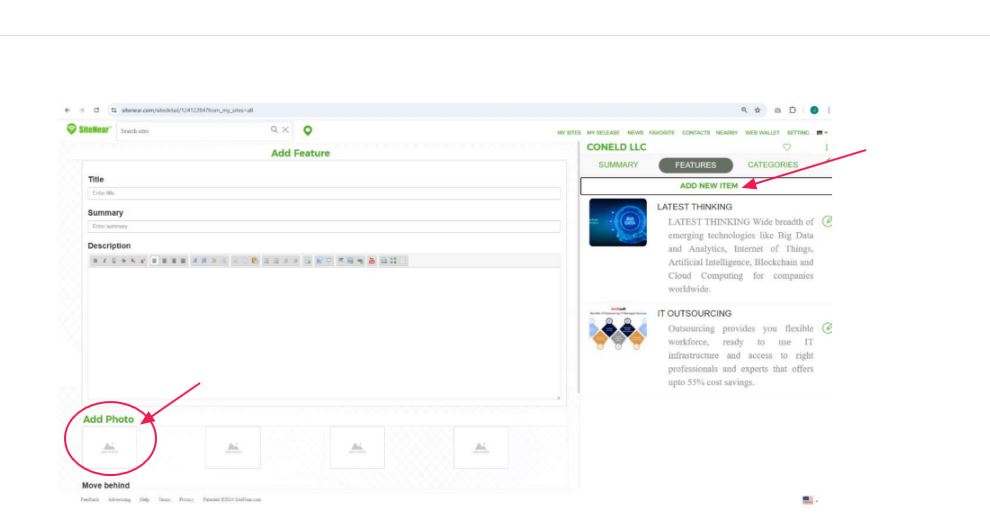 sitenear.com/sitedetail/12412284?from_my_sites=all
SiteNear
Search sites
MY SITES MY RELEASE NEWS FAVORITE CONTACTS NEARBY WEB WALLET SETTING
Add Feature
CONELD LLC
SUMMARY FEATURES CATEGORIES
ADD NEW ITEM
Title
Enter title
Summary
Enter summary
Description
LATEST THINKING
LATEST THINKING Wide breadth of
emerging technologies like Big Data
and Analytics, Internet of Things,
Artificial Intelligence, Blockchain and
Cloud Computing for companies
worldwide.
IT OUTSOURCING
Outsourcing provides you flexible
workforce, ready to use IT
infrastructure and access to right
professionals and experts that offers
upto 55% cost savings.
Add Photo
Move behind
Feedback Advertising Help Terms Privacy Patented ©2024 SiteNear.com